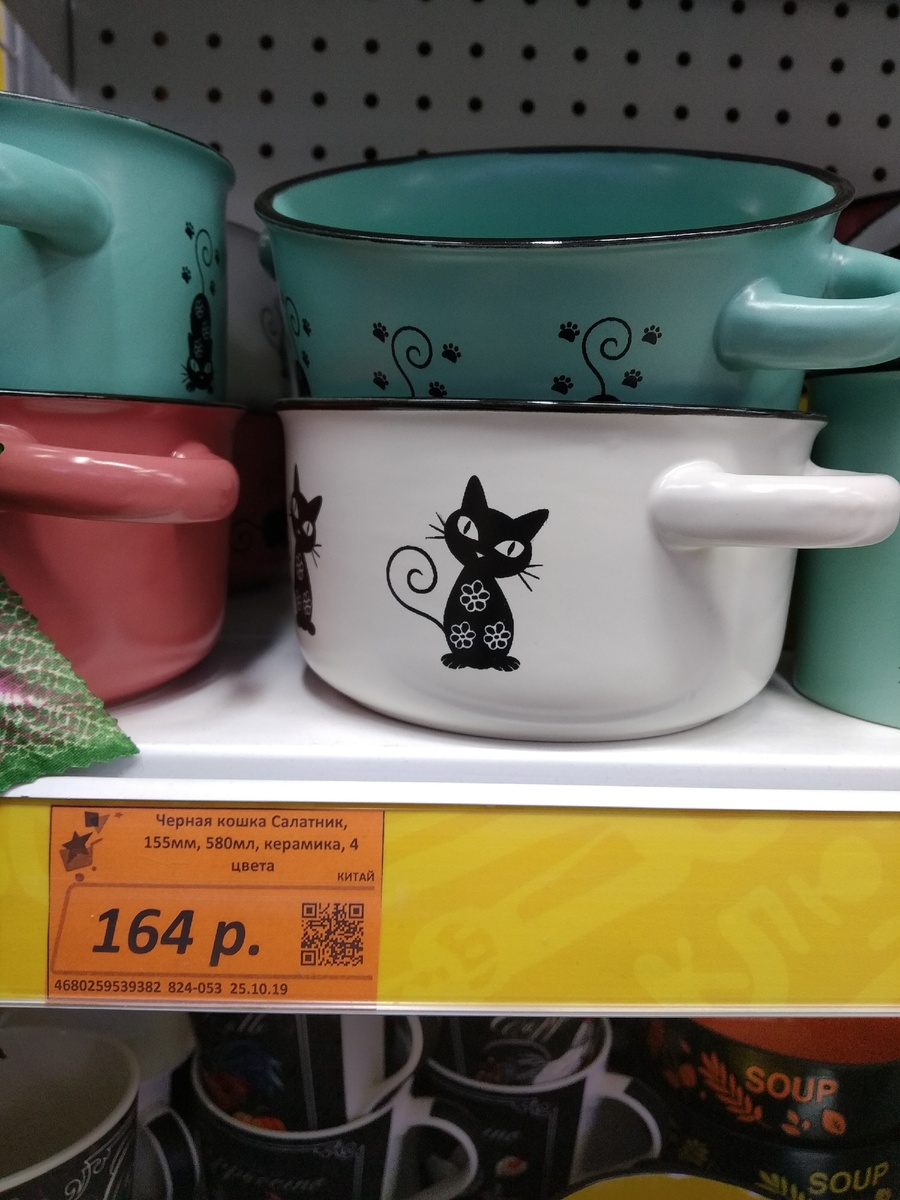 Черная кошка Салатник,
155мм, 580мл, керамика, 4
цвета
КИТАЙ
164 р.
4680259539382 824-053 25.10.19
SOUP
SOUP